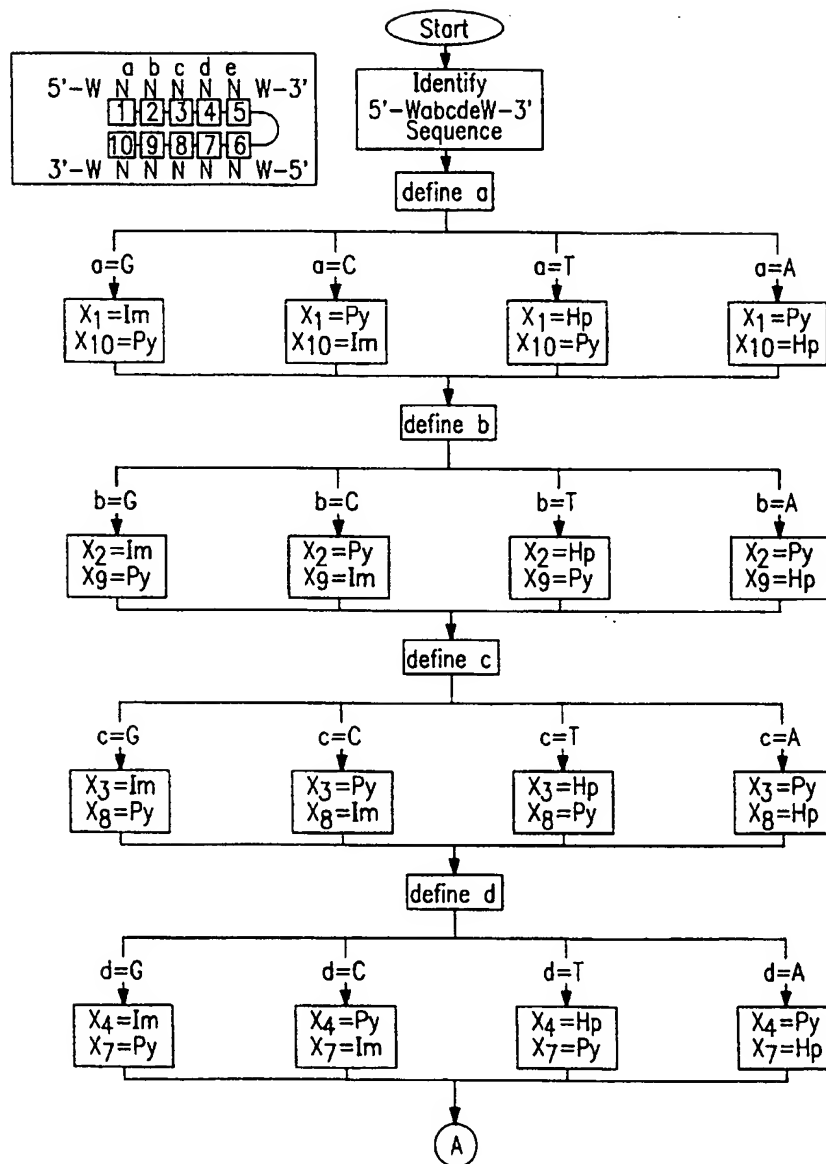 Start
a b c d e
5'-W N N N N N W-3'
1 2 3 4 5
10 9 8 7 6
3'-W N N N N N W-5'
Identify
5'-WabcdeW-3'
Sequence
define a
a=G a=C a=T a=A
X1=Im X1=Py X1=Hp X1=Py
X10=Py X10=Im X10=Py X10=Hp
define b
b=G b=C b=T b=A
X2=Im X2=Py X2=Hp X2=Py
X9=Py X9=Im X9=Py X9=Hp
define c
c=G c=C c=T c=A
X3=Im X3=Py X3=Hp X3=Py
X8=Py X8=Im X8=Py X8=Hp
define d
d=G d=C d=T d=A
X4=Im X4=Py X4=Hp X4=Py
X7=Py X7=Im X7=Py X7=Hp
A